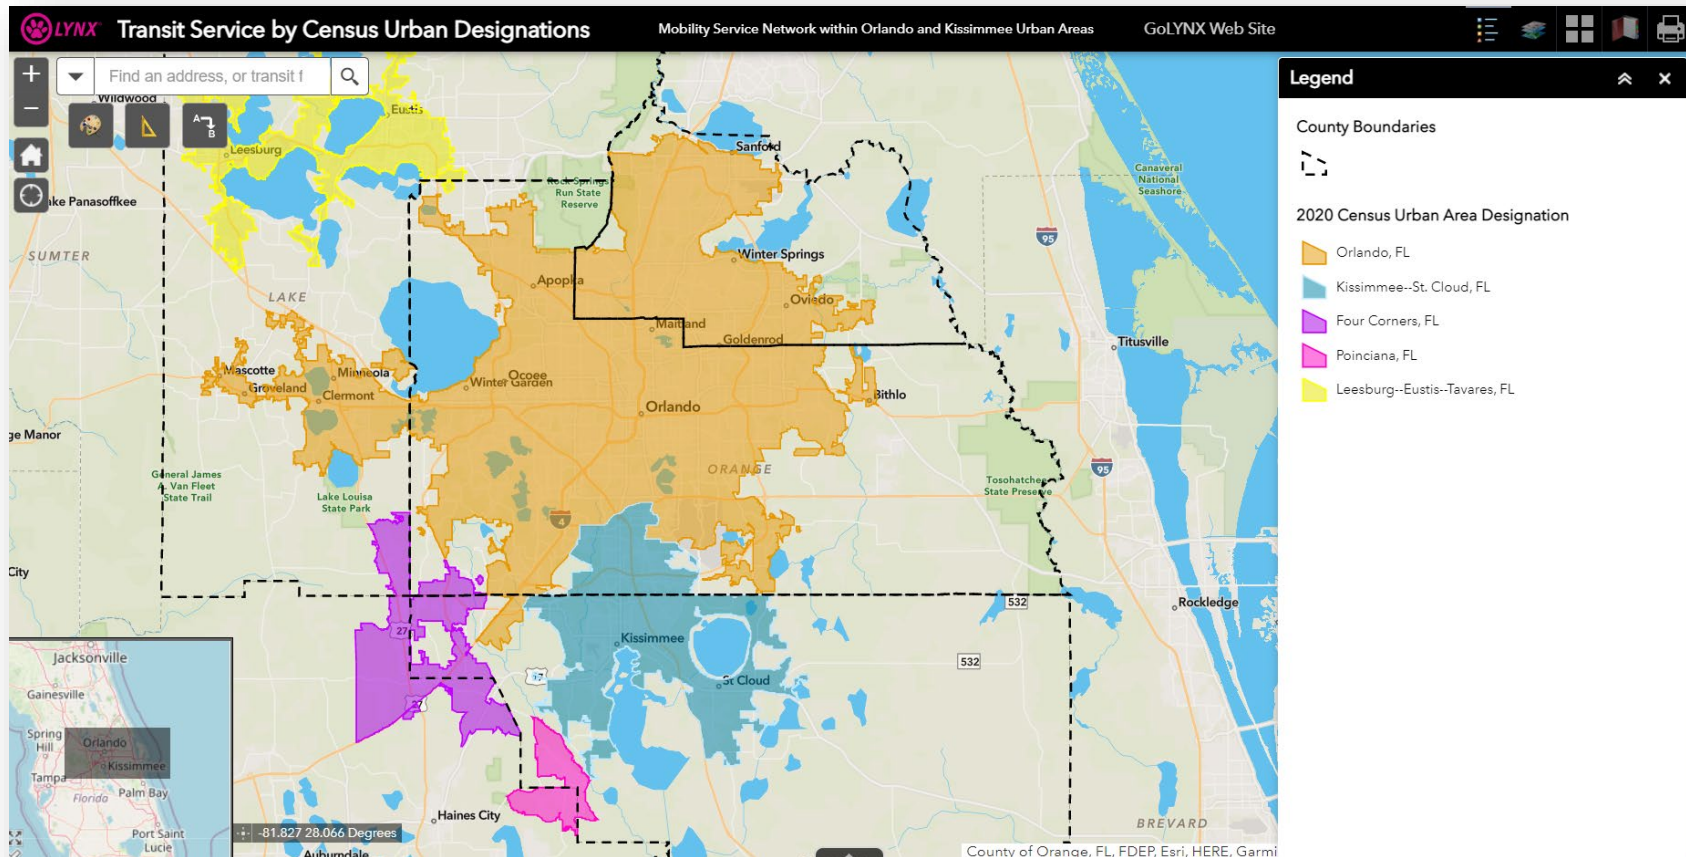 LYNX
Transit Service by Census Urban Designations
Mobility Service Network within Orlando and Kissimmee Urban Areas
GoLYNX Web Site
+
Find an address, or transit f
−
Wildwood
A
B
Eustis
Leesburg
Sanford
Legend
County Boundaries
2020 Census Urban Area Designation
Orlando, FL
Kissimmee--St. Cloud, FL
Four Corners, FL
Poinciana, FL
Leesburg--Eustis--Tavares, FL
ke Panasoffkee
Rock Springs
Run State
Reserve
Canaveral
National
Seashore
95
SUMTER
Winter Springs
Apopka
LAKE
Oviedo
Maitland
Goldenrod
Titusville
Mascotte
Minneola
Ocoee
Groveland
Winter Garden
Clermont
Bithlo
Orlando
ge Manor
ORANGE
95
General James
A. Van Fleet
State Trail
Tosohatchee
State Preserve
Lake Louisa
State Park
4
City
532
Rockledge
27
Kissimmee
532
17
St Cloud
27
Jacksonville
Gainesville
Spring
Hill
Orlando
Kissimmee
Tampa
Florida
Palm Bay
Port Saint
Lucie
Haines City
-81.827 28.066 Degrees
BREVARD
Auburndale
County of Orange, FL, FDEP, Esri, HERE, Garmi